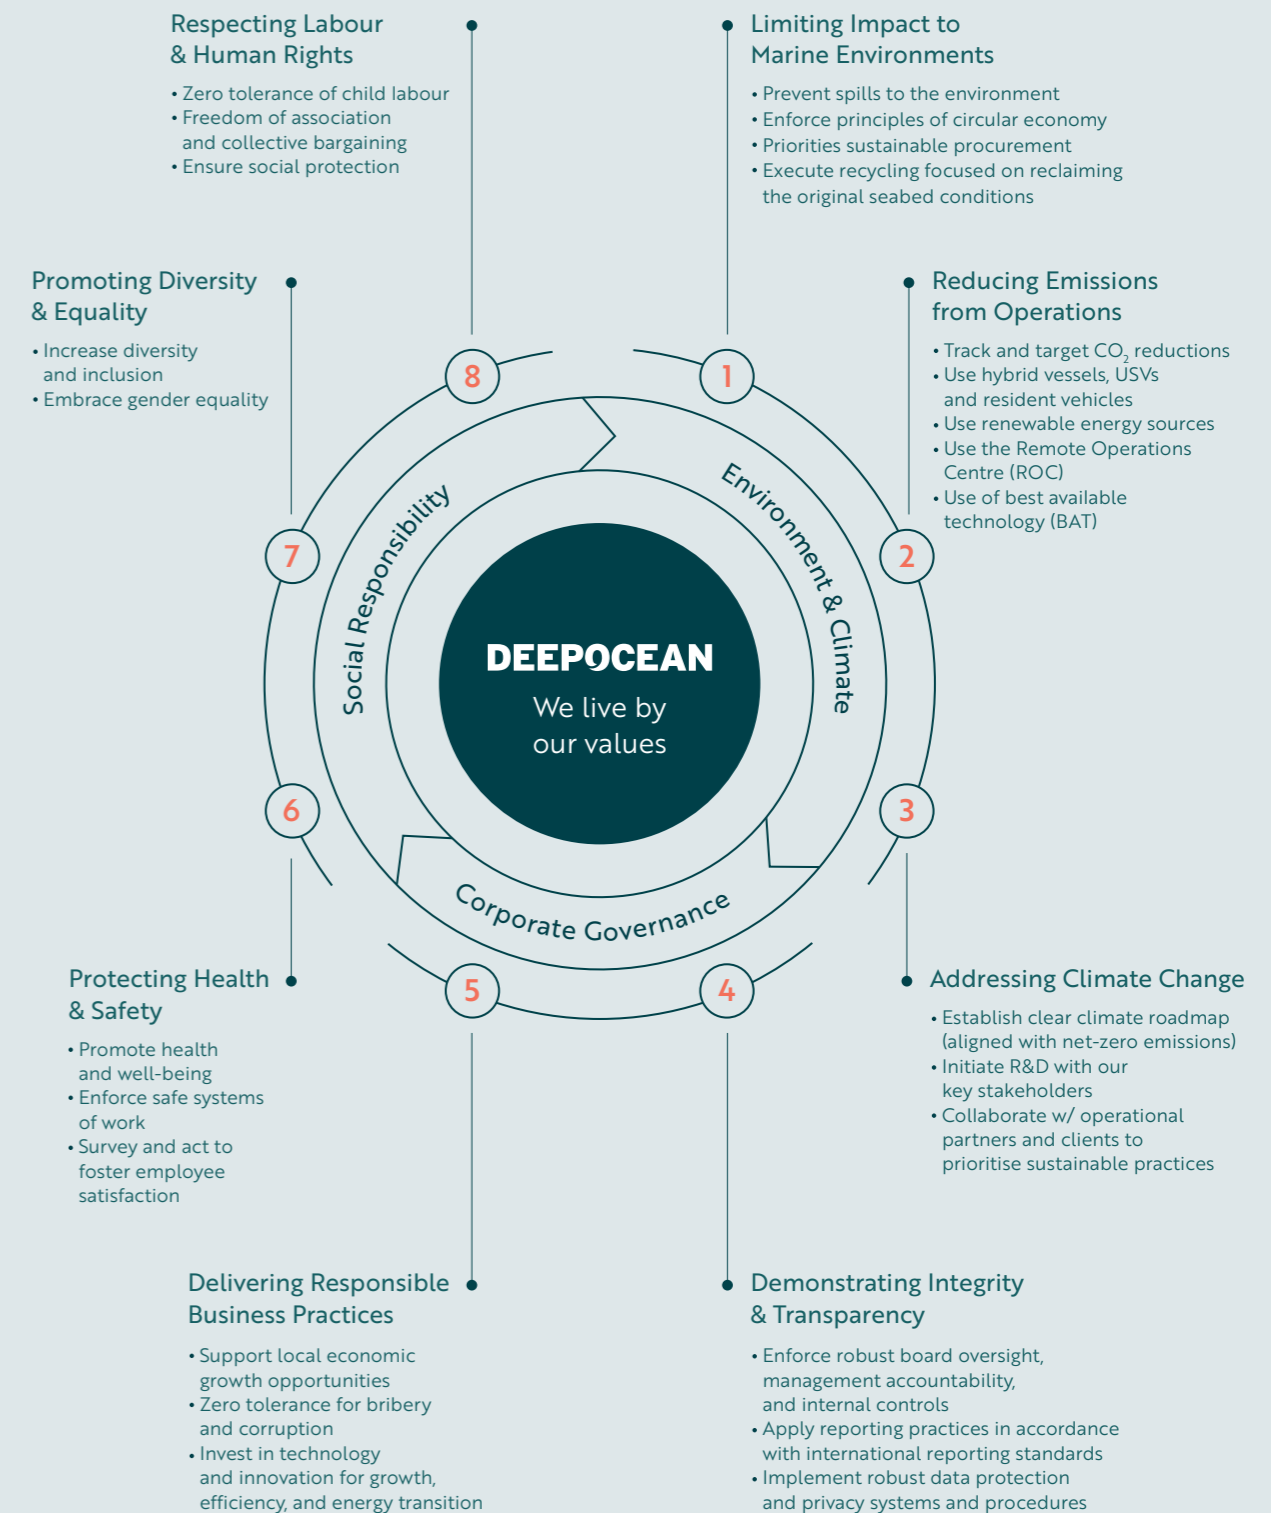 Respecting Labour
& Human Rights
• Zero tolerance of child labour
• Freedom of association
and collective bargaining
• Ensure social protection
Limiting Impact to
Marine Environments
• Prevent spills to the environment
• Enforce principles of circular economy
• Priorities sustainable procurement
• Execute recycling focused on reclaiming
the original seabed conditions
Promoting Diversity
& Equality
• Increase diversity
and inclusion
• Embrace gender equality
Reducing Emissions
from Operations
• Track and target CO₂ reductions
• Use hybrid vessels, USVs
and resident vehicles
• Use renewable energy sources
• Use the Remote Operations
Centre (ROC)
• Use of best available
technology (BAT)
8
1
7
2
Social Responsibility
Environment & Climate
DEEPOCEAN
We live by
our values
6
3
Corporate Governance
5
4
Protecting Health
& Safety
• Promote health
and well-being
• Enforce safe systems
of work
• Survey and act to
foster employee
satisfaction
Addressing Climate Change
• Establish clear climate roadmap
(aligned with net-zero emissions)
• Initiate R&D with our
key stakeholders
• Collaborate w/ operational
partners and clients to
prioritise sustainable practices
Delivering Responsible
Business Practices
• Support local economic
growth opportunities
• Zero tolerance for bribery
and corruption
• Invest in technology
and innovation for growth,
efficiency, and energy transition
Demonstrating Integrity
& Transparency
• Enforce robust board oversight,
management accountability,
and internal controls
• Apply reporting practices in accordance
with international reporting standards
• Implement robust data protection
and privacy systems and procedures